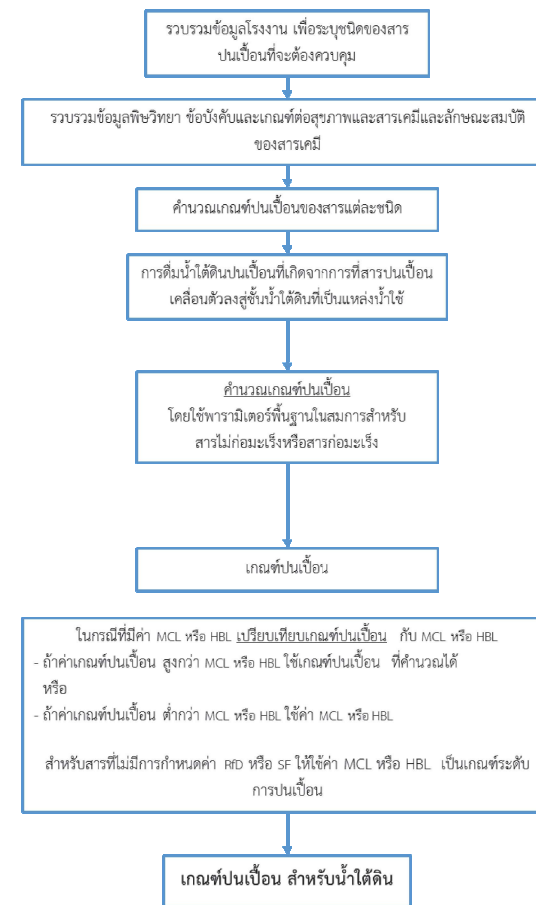 รวบรวมข้อมูลโรงงาน เพื่อระบุชนิดของสาร
ปนเปื้อนที่จะต้องควบคุม
รวบรวมข้อมูลพิษวิทยา ข้อบังคับและเกณฑ์ต่อสุขภาพและสารเคมีและลักษณะสมบัติ
ของสารเคมี
คำนวณเกณฑ์ปนเปื้อนของสารแต่ละชนิด
การดื่มน้ำใต้ดินปนเปื้อนที่เกิดจากการที่สารปนเปื้อน
เคลื่อนตัวลงสู่ชั้นน้ำใต้ดินที่เป็นแหล่งน้ำใช้
คำนวณเกณฑ์ปนเปื้อน
โดยใช้พารามิเตอร์พื้นฐานในสมการสำหรับ
สารไม่ก่อมะเร็งหรือสารก่อมะเร็ง
เกณฑ์ปนเปื้อน
ในกรณีที่มีค่า MCL หรือ HBL เปรียบเทียบเกณฑ์ปนเปื้อน กับ MCL หรือ HBL
- ถ้าค่าเกณฑ์ปนเปื้อน สูงกว่า MCL หรือ HBL ใช้เกณฑ์ปนเปื้อน ที่คำนวณได้
หรือ
- ถ้าค่าเกณฑ์ปนเปื้อน ต่ำกว่า MCL หรือ HBL ใช้ค่า MCL หรือ HBL
สำหรับสารที่ไม่มีการกำหนดค่า RfD หรือ SF ให้ใช้ค่า MCL หรือ HBL เป็นเกณฑ์ระดับ
การปนเปื้อน
เกณฑ์ปนเปื้อน สำหรับน้ำใต้ดิน